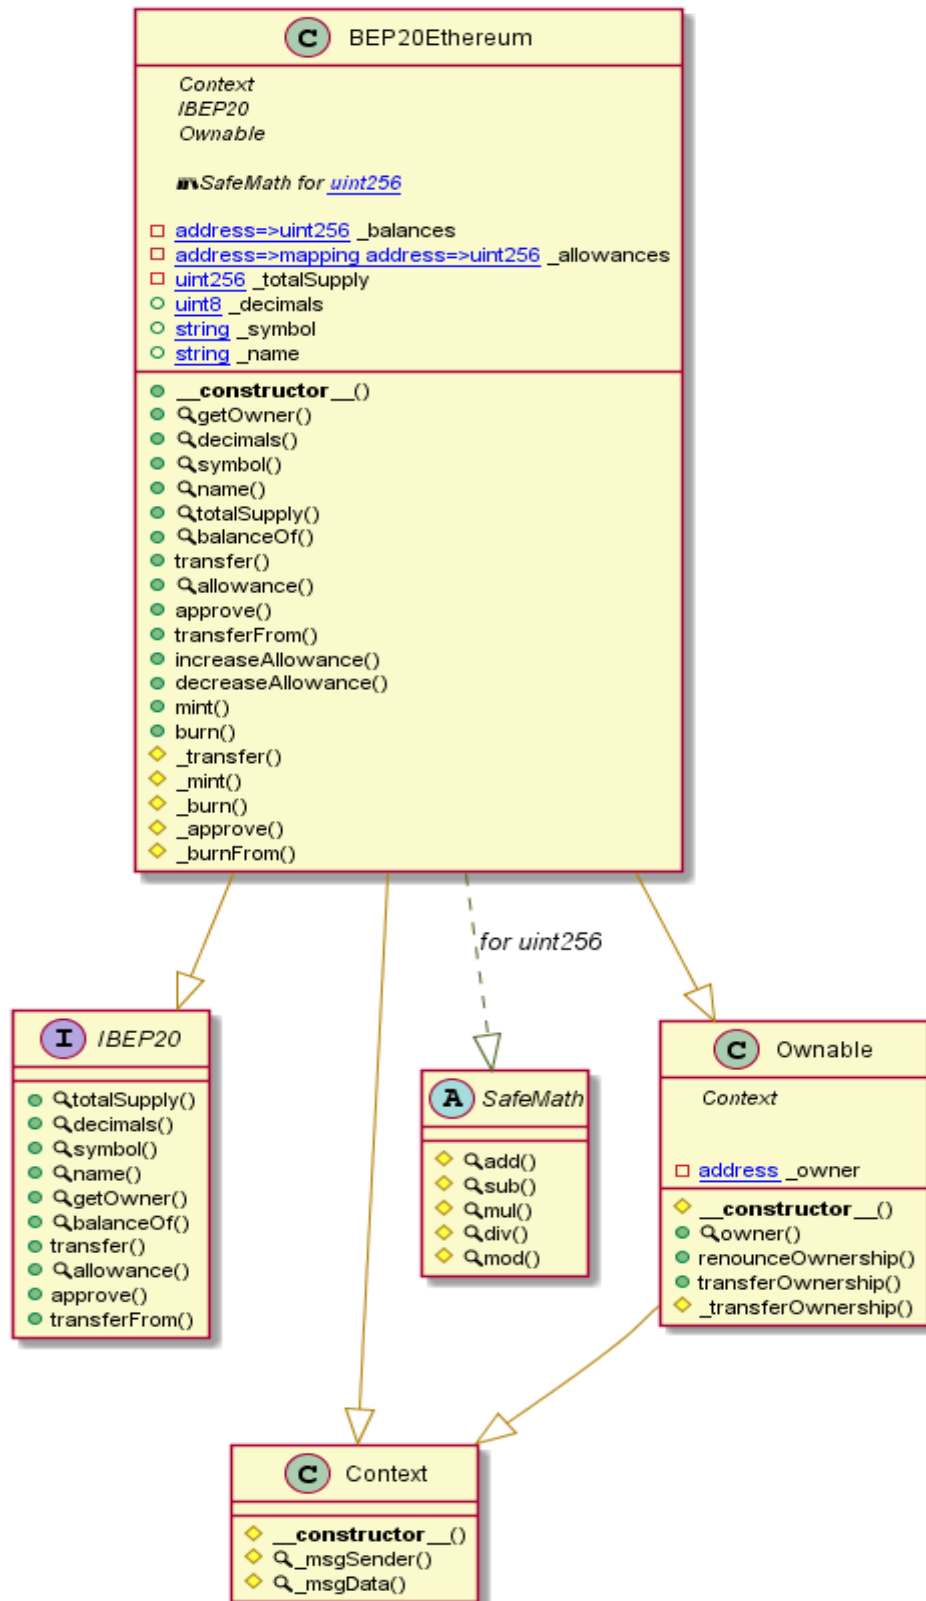 C BEP20Ethereum
Context
IBEP20
Ownable
SafeMath for uint256
address=>uint256 _balances
address=>mapping address=>uint256 _allowances
uint256 _totalSupply
uint8 _decimals
string _symbol
string _name
__constructor__()
getOwner()
decimals()
symbol()
name()
totalSupply()
balanceOf()
transfer()
allowance()
approve()
transferFrom()
increaseAllowance()
decreaseAllowance()
mint()
burn()
_transfer()
_mint()
_burn()
_approve()
_burnFrom()
for uint256
I IBEP20
totalSupply()
decimals()
symbol()
name()
getOwner()
balanceOf()
transfer()
allowance()
approve()
transferFrom()
A SafeMath
add()
sub()
mul()
div()
mod()
C Ownable
Context
address _owner
__constructor__()
owner()
renounceOwnership()
transferOwnership()
_transferOwnership()
C Context
__constructor__()
_msgSender()
_msgData()